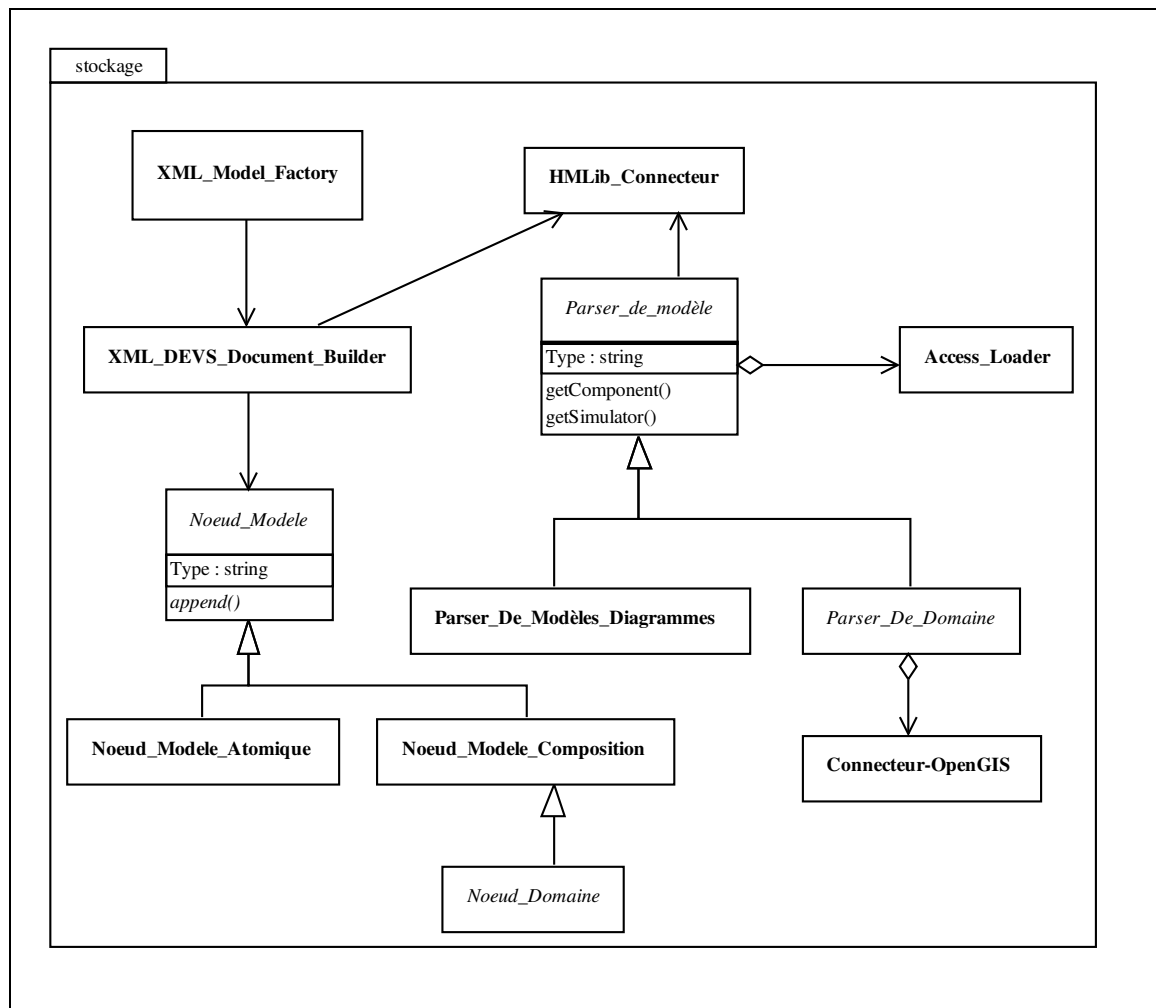 stockage
XML_Model_Factory
HMLib_Connecteur
Parser_de_modèle
Type : string
getComponent()
getSimulator()
XML_DEVS_Document_Builder
Access_Loader
Noeud_Modele
Type : string
append()
Parser_De_Modèles_Diagrammes
Parser_De_Domaine
Noeud_Modele_Atomique
Noeud_Modele_Composition
Connecteur-OpenGIS
Noeud_Domaine